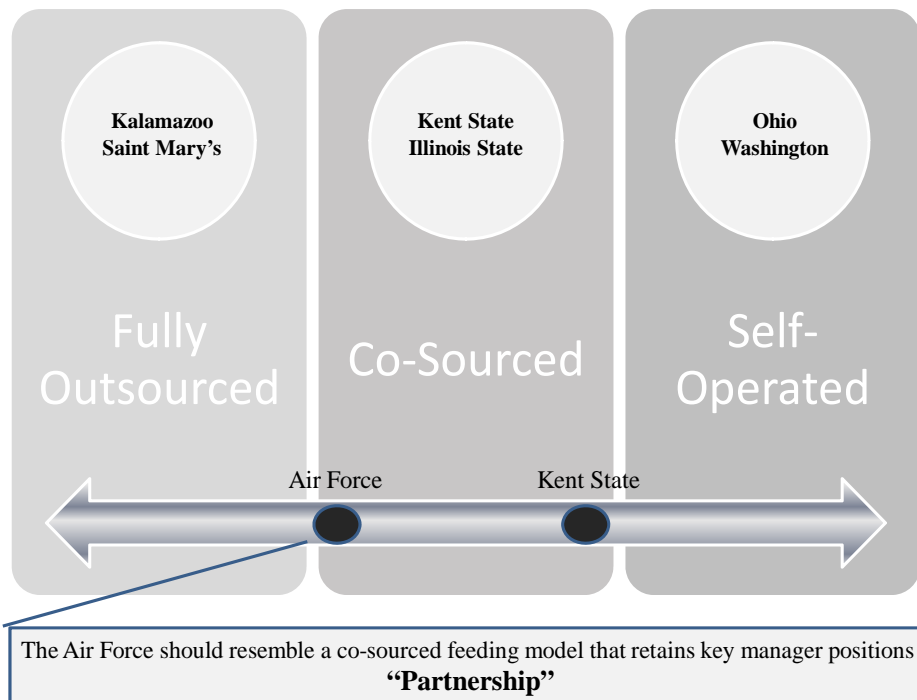 Kalamazoo
Saint Mary’s
Kent State
Illinois State
Ohio
Washington
Fully
Outsourced
Co-Sourced
Self-
Operated
Air Force
Kent State
The Air Force should resemble a co-sourced feeding model that retains key manager positions
“Partnership”